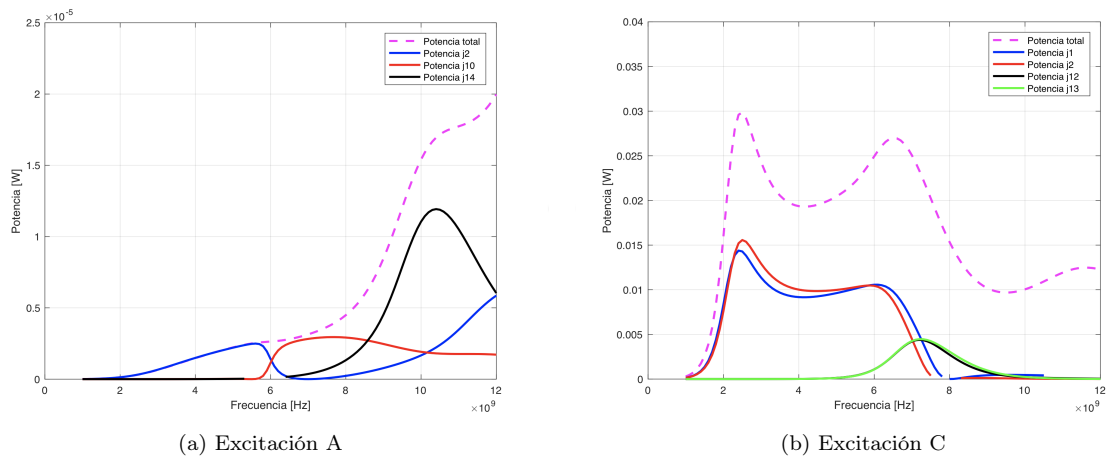 ×10⁻⁵
2.5
2
1.5
1
0.5
0
Potencia [W]
Potencia total
Potencia j2
Potencia j10
Potencia j14
0 2 4 6 8 10 12
Frecuencia [Hz]
×10⁹
(a) Excitación A
0.04
0.035
0.03
0.025
0.02
0.015
0.01
0.005
0
Potencia [W]
Potencia total
Potencia j1
Potencia j2
Potencia j12
Potencia j13
0 2 4 6 8 10 12
Frecuencia [Hz]
×10⁹
(b) Excitación C